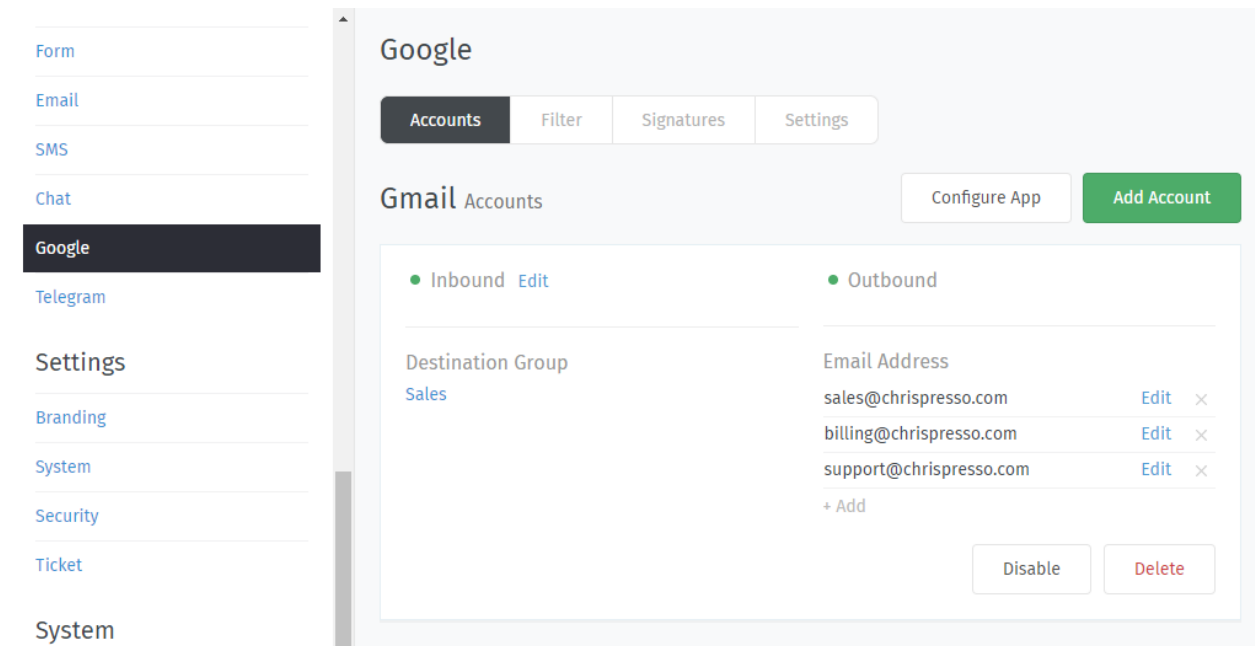 Form
Email
SMS
Chat
Google
Telegram
Settings
Branding
System
Security
Ticket
System
Google
Accounts Filter Signatures Settings
Gmail Accounts Configure App Add Account
Inbound Edit Outbound
Destination Group
Sales
Email Address
sales@chrispresso.com Edit ×
billing@chrispresso.com Edit ×
support@chrispresso.com Edit ×
+ Add
Disable Delete